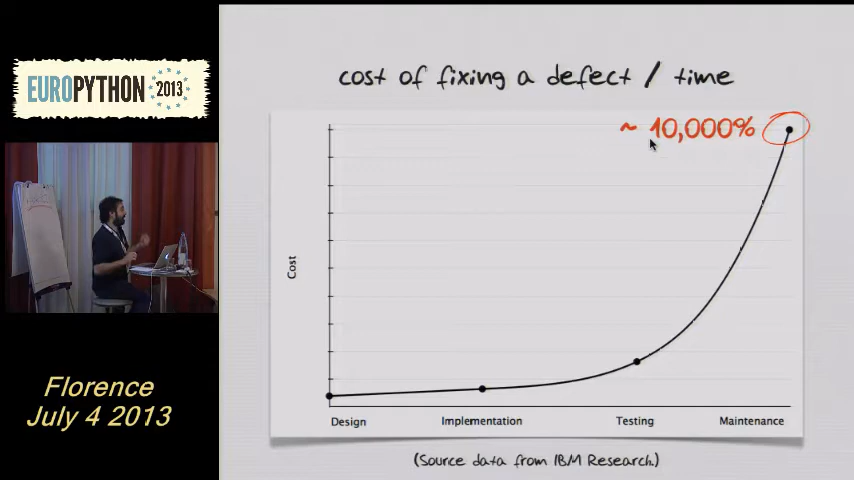 EUROPYTHON 2013
Florence
July 4 2013
cost of fixing a defect / time
~ 10,000%
Cost
Design
Implementation
Testing
Maintenance
(Source data from IBM Research.)